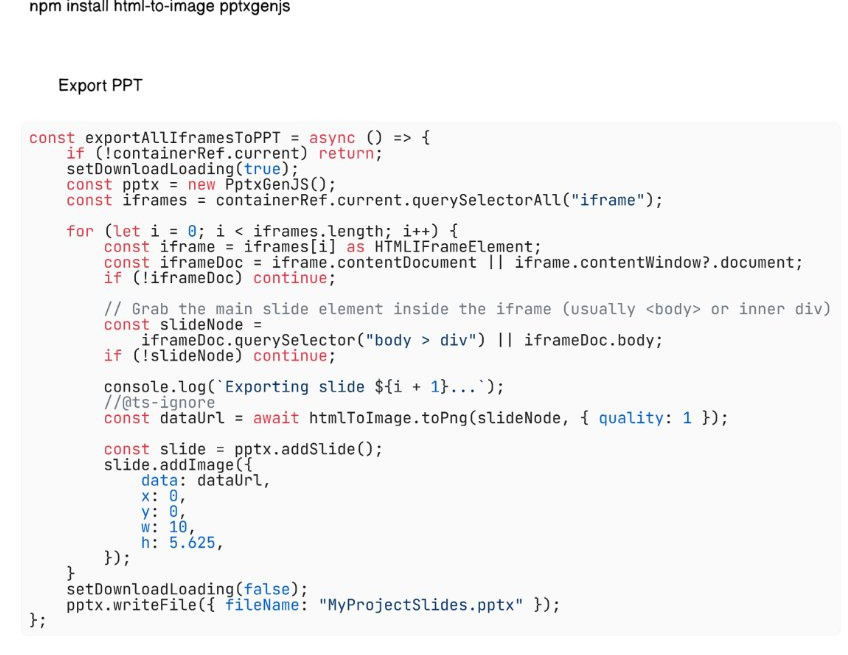 npm install html-to-image pptxgenjs
Export PPT
const exportAllIframesToPPT = async () => {
    if (!containerRef.current) return;
    setDownloadLoading(true);
    const pptx = new PptxGenJS();
    const iframes = containerRef.current.querySelectorAll("iframe");

    for (let i = 0; i < iframes.length; i++) {
        const iframe = iframes[i] as HTMLIFrameElement;
        const iframeDoc = iframe.contentDocument || iframe.contentWindow?.document;
        if (!iframeDoc) continue;

        // Grab the main slide element inside the iframe (usually <body> or inner div)
        const slideNode =
            iframeDoc.querySelector("body > div") || iframeDoc.body;
        if (!slideNode) continue;

        console.log(`Exporting slide ${i + 1}...`);
        //@ts-ignore
        const dataUrl = await htmlToImage.toPng(slideNode, { quality: 1 });

        const slide = pptx.addSlide();
        slide.addImage({
            data: dataUrl,
            x: 0,
            y: 0,
            w: 10,
            h: 5.625,
        });
    }
    setDownloadLoading(false);
    pptx.writeFile({ fileName: "MyProjectSlides.pptx" });
};